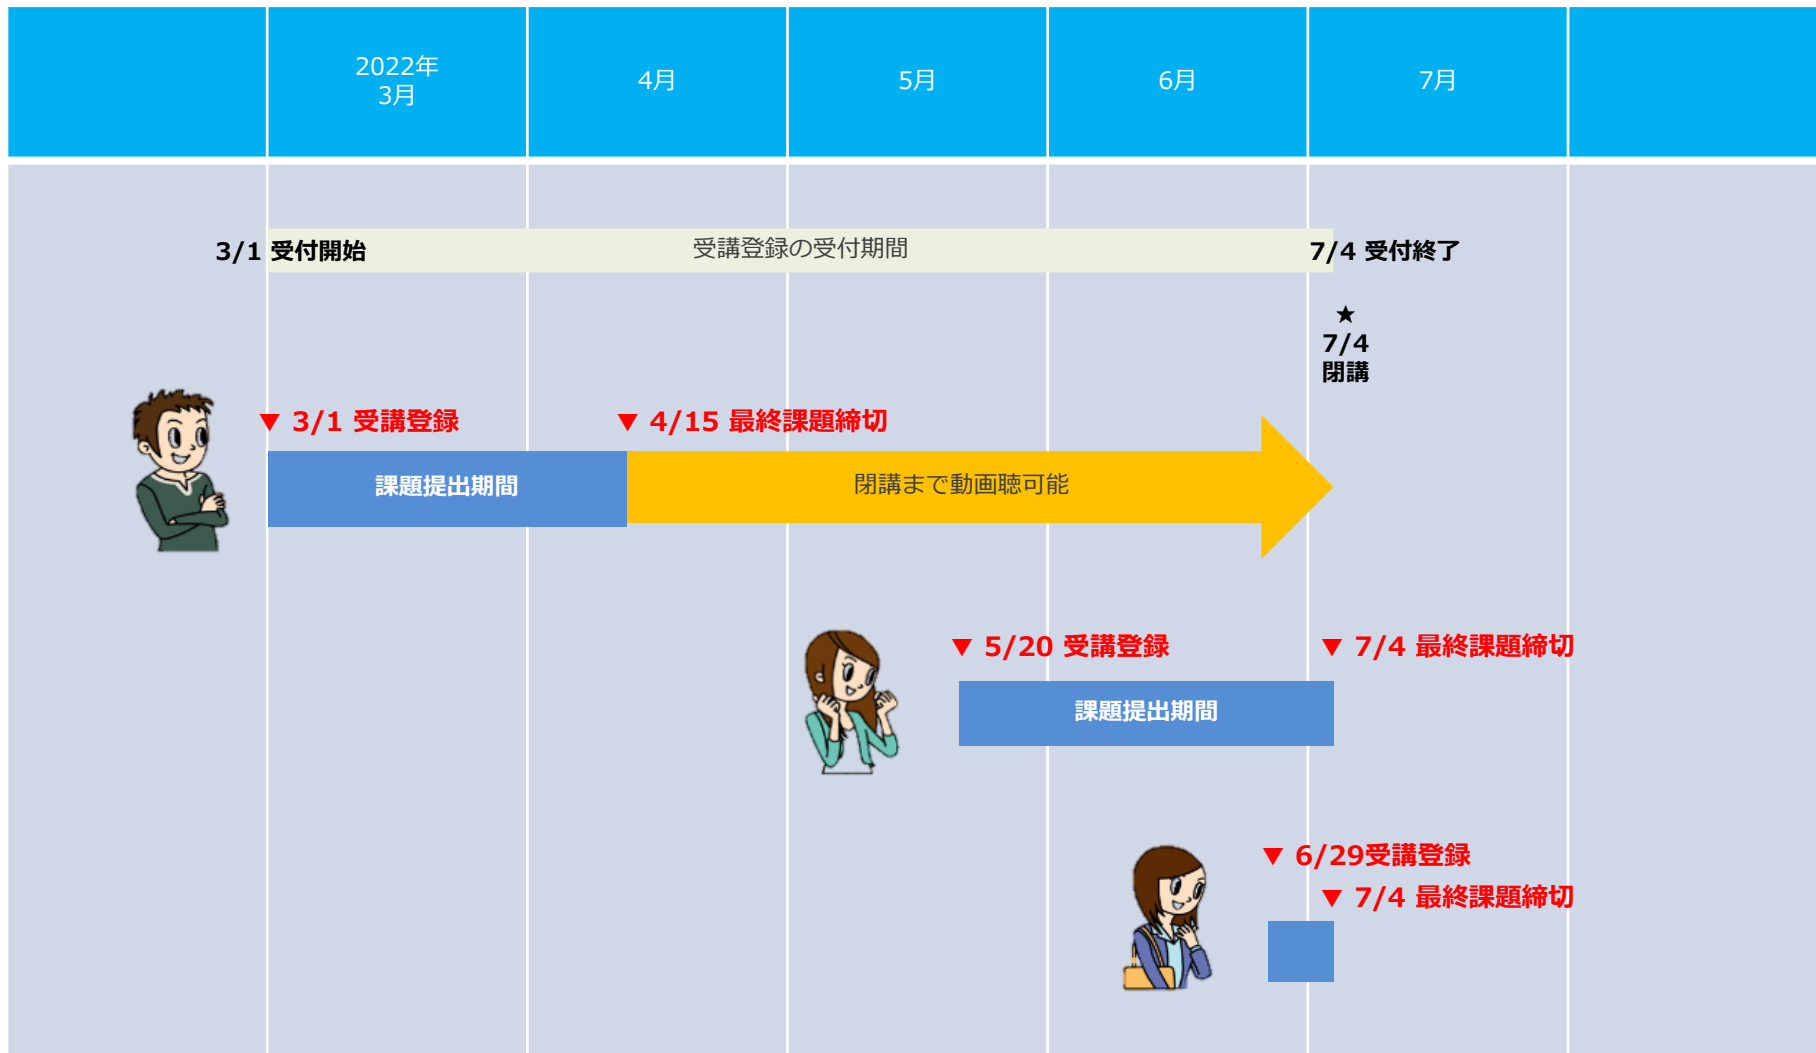 2022年
3月
4月
5月
6月
7月
3/1 受付開始
受講登録の受付期間
7/4 受付終了
★
7/4
閉講
▼ 3/1 受講登録
▼ 4/15 最終課題締切
課題提出期間
閉講まで動画聴可能
▼ 5/20 受講登録
▼ 7/4 最終課題締切
課題提出期間
▼ 6/29受講登録
▼ 7/4 最終課題締切